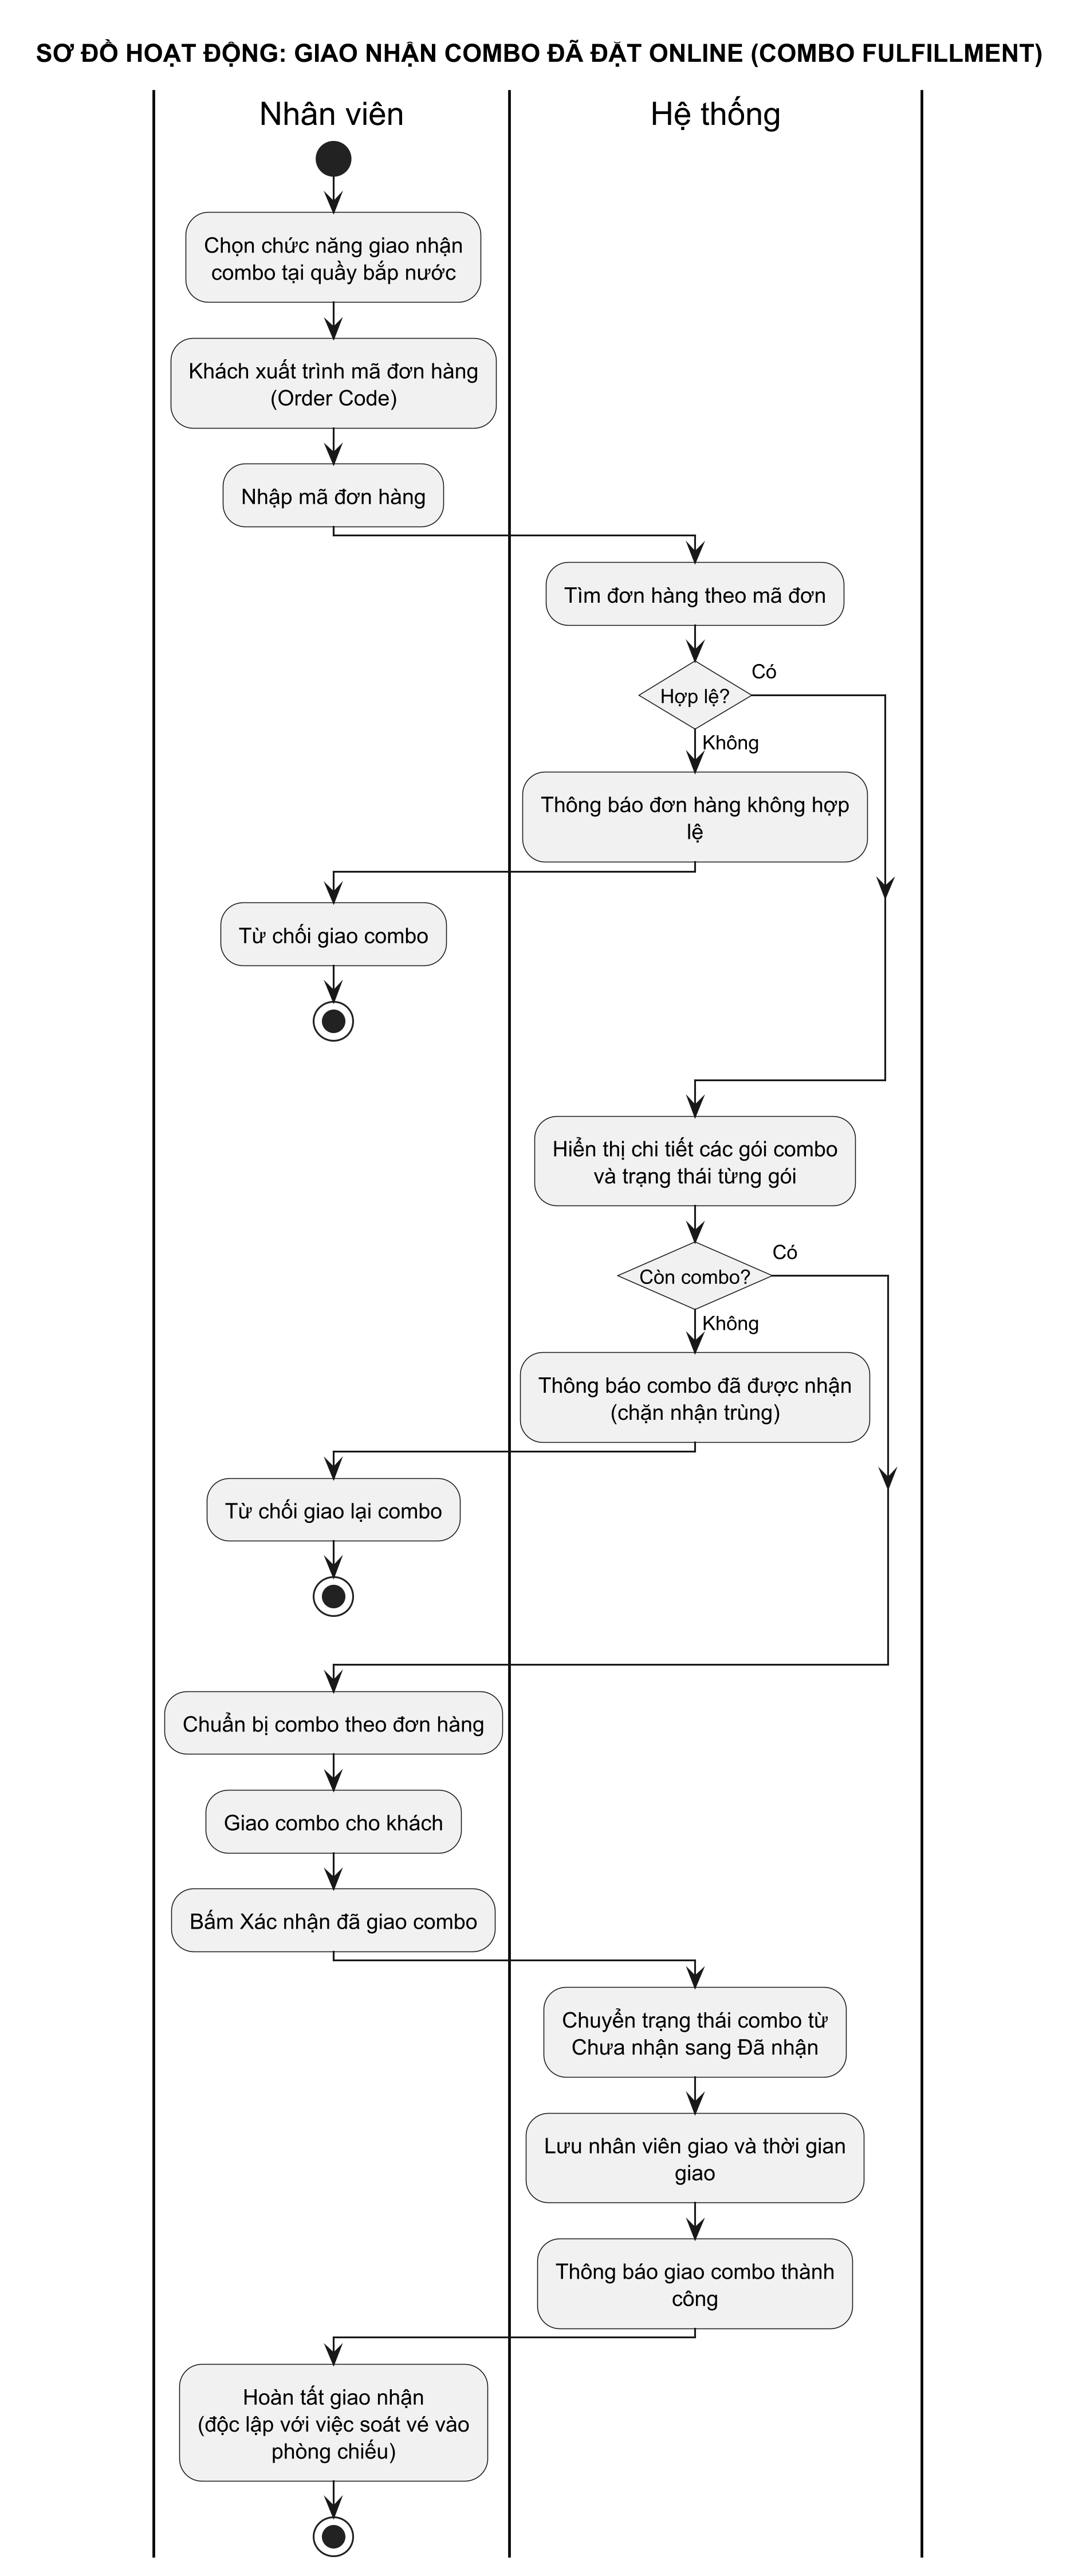 SƠ ĐỒ HOẠT ĐỘNG: GIAO NHẬN COMBO ĐÃ ĐẶT ONLINE (COMBO FULFILLMENT)
Nhân viên
Hệ thống
Chọn chức năng giao nhận
combo tại quầy bắp nước
Khách xuất trình mã đơn hàng
(Order Code)
Nhập mã đơn hàng
Tìm đơn hàng theo mã đơn
Hợp lệ?
Có
Không
Thông báo đơn hàng không hợp
lệ
Từ chối giao combo
Hiển thị chi tiết các gói combo
và trạng thái từng gói
Còn combo?
Có
Không
Thông báo combo đã được nhận
(chặn nhận trùng)
Từ chối giao lại combo
Chuẩn bị combo theo đơn hàng
Giao combo cho khách
Bấm Xác nhận đã giao combo
Chuyển trạng thái combo từ
Chưa nhận sang Đã nhận
Lưu nhân viên giao và thời gian
giao
Thông báo giao combo thành
công
Hoàn tất giao nhận
(độc lập với việc soát vé vào
phòng chiếu)